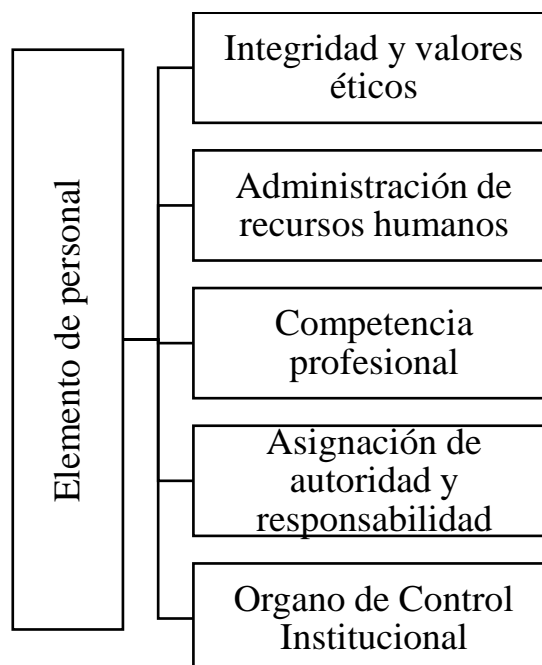 Elemento de personal
Integridad y valores
éticos
Administración de
recursos humanos
Competencia
profesional
Asignación de
autoridad y
responsabilidad
Organo de Control
Institucional